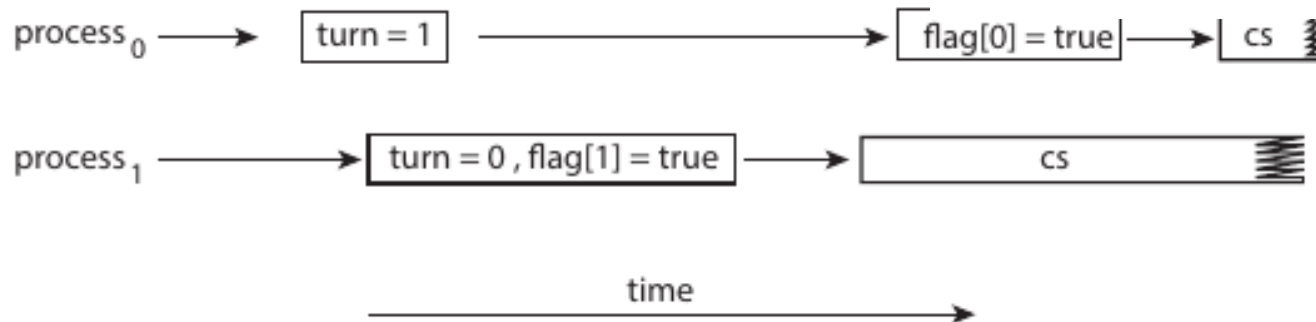 process0 turn = 1 flag[0] = true cs
process1 turn = 0 , flag[1] = true cs
time